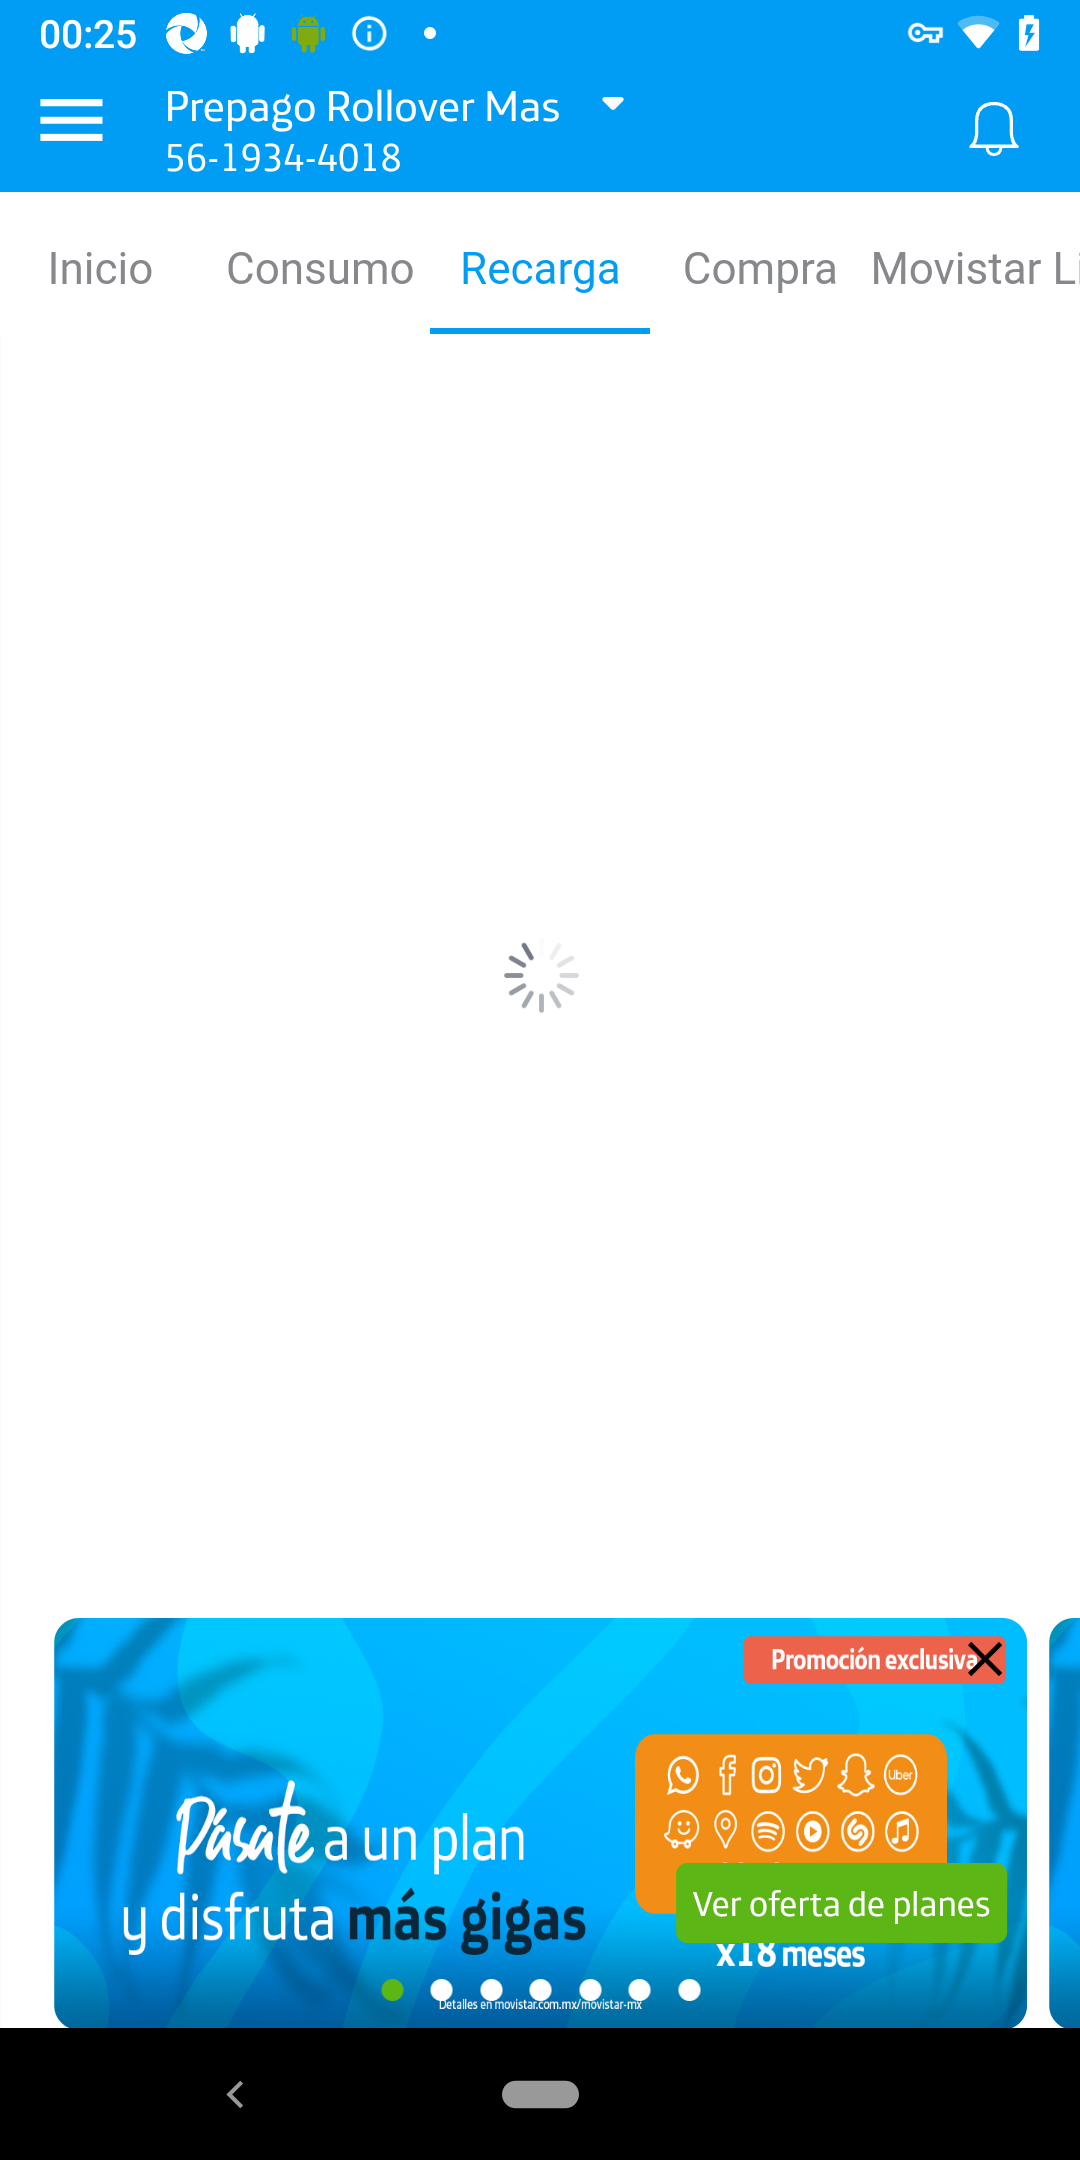 00:25
Prepago Rollover Mas
56-1934-4018
Inicio Consumo Recarga Compra Movistar Li
Promoción exclusiva
Uber
Pásate a un plan
y disfruta más gigas
Ver oferta de planes
x18 meses
Detalles en movistar.com.mx/movistar-mx